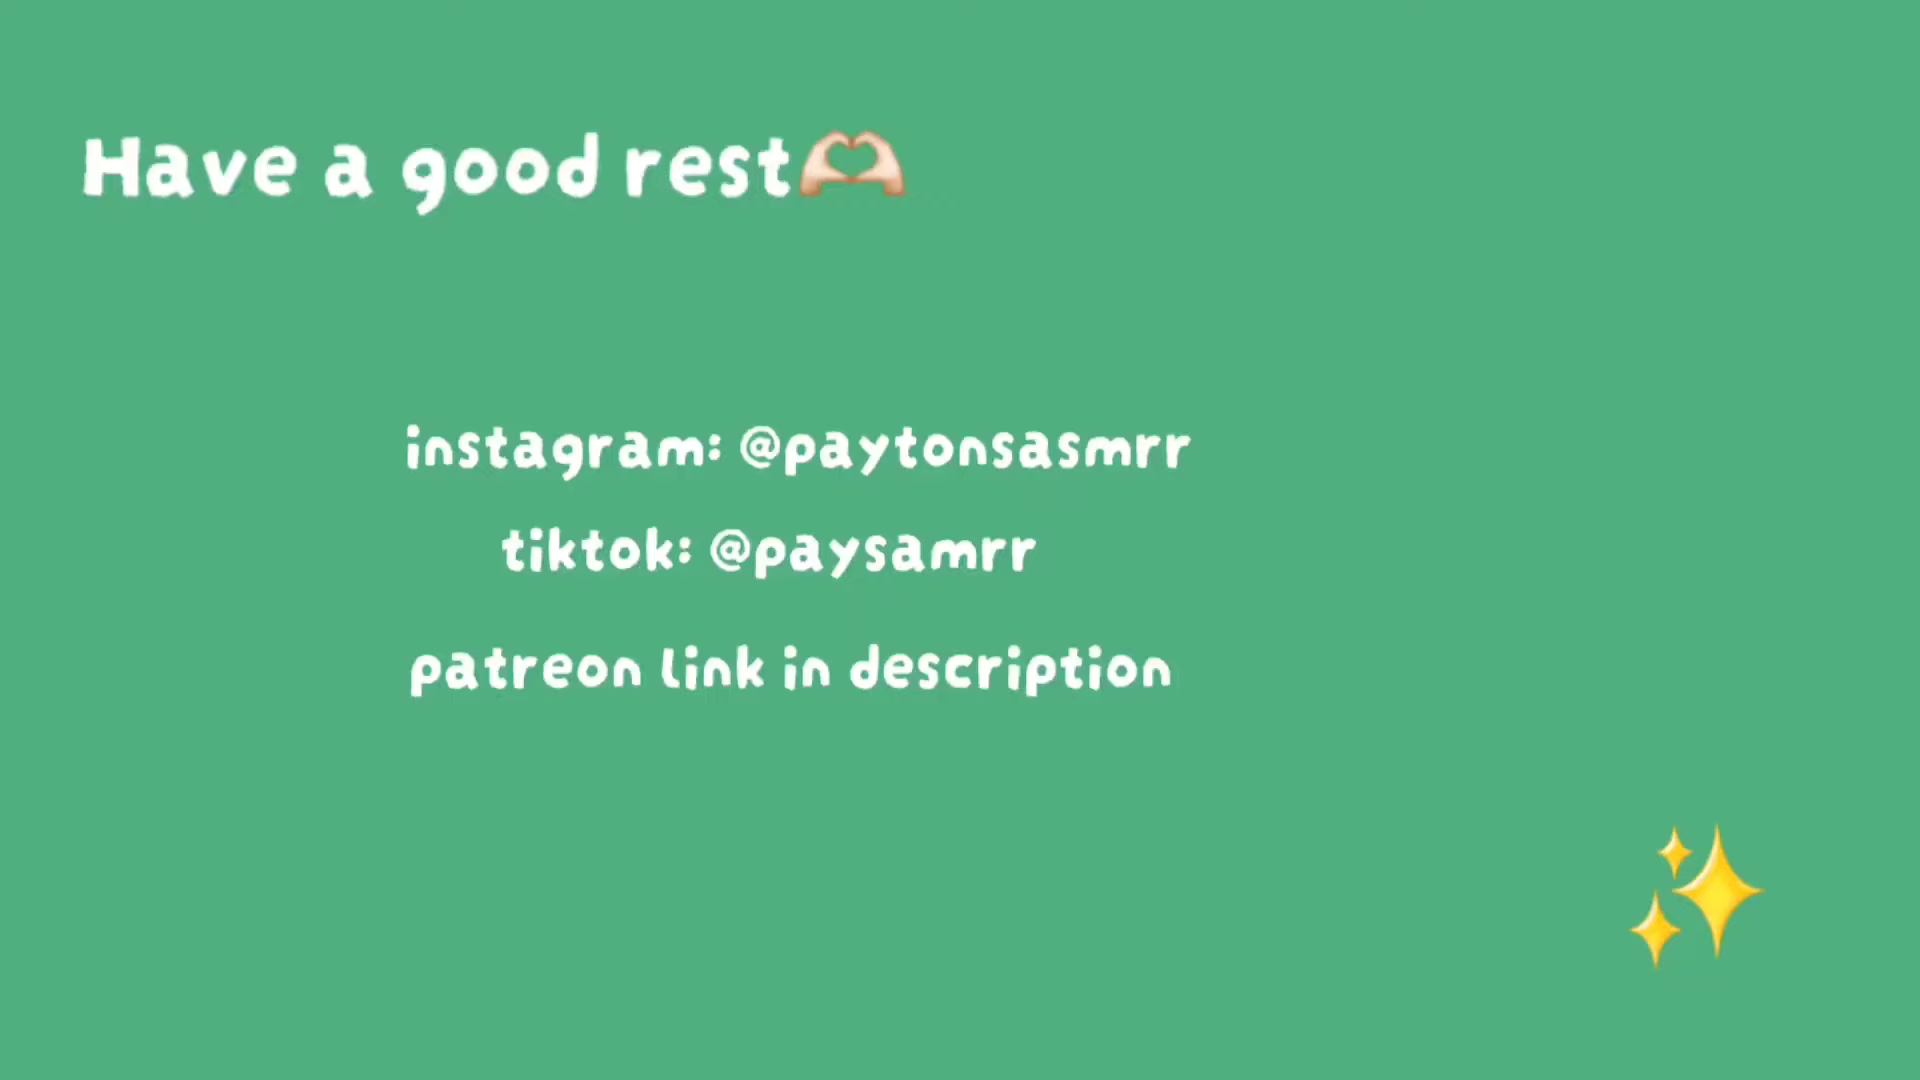 Have a good rest🫶🏻
instagram: @paytonsasmrr
tiktok: @paysamrr
patreon link in description